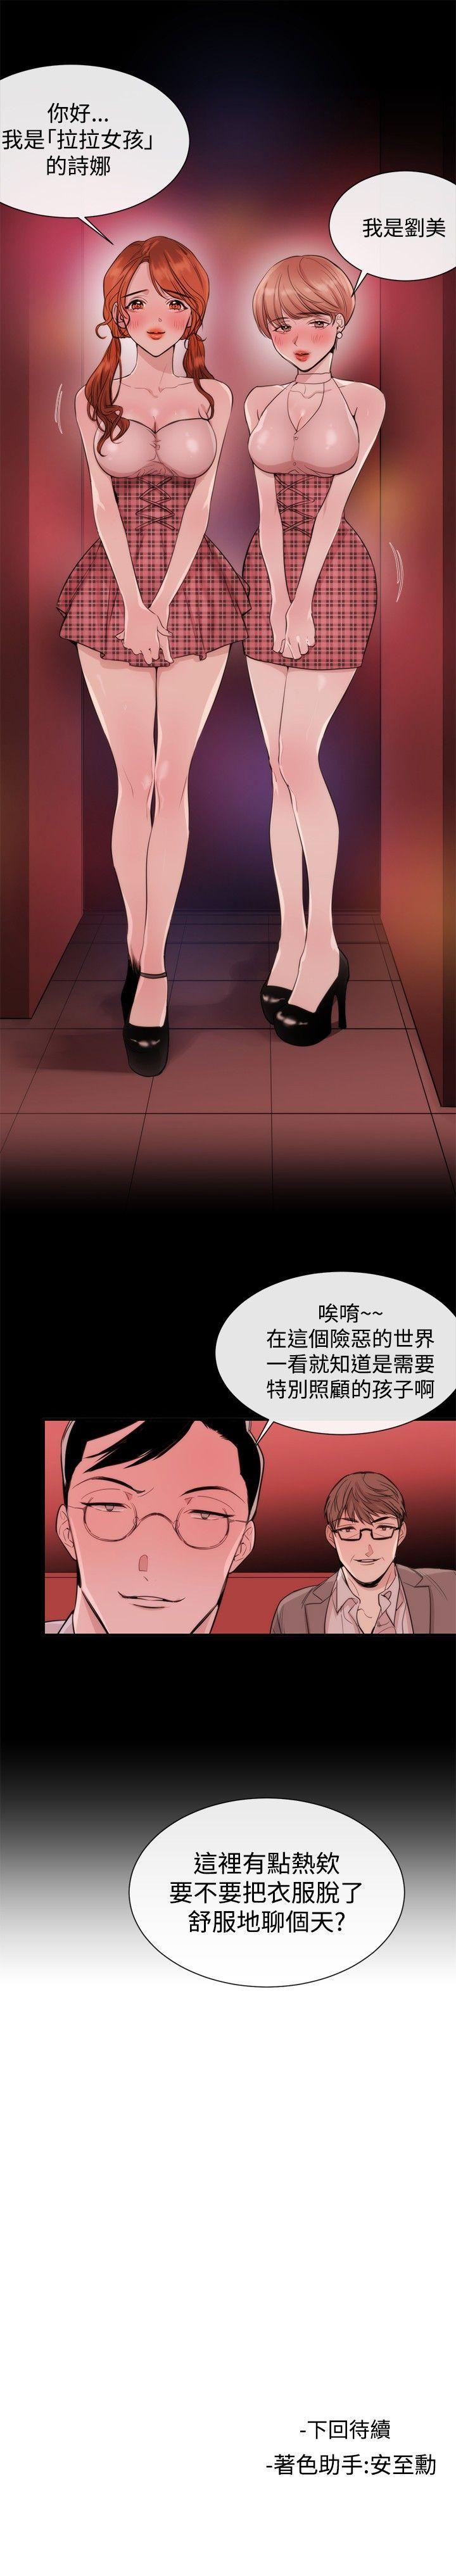 你好...
我是「拉拉女孩」
的詩娜
我是劉美
唉唷~~
在這個險惡的世界
一看就知道是需要
特別照顧的孩子啊
這裡有點熱欸
要不要把衣服脫了
舒服地聊個天?
-下回待續
-著色助手:安至勳